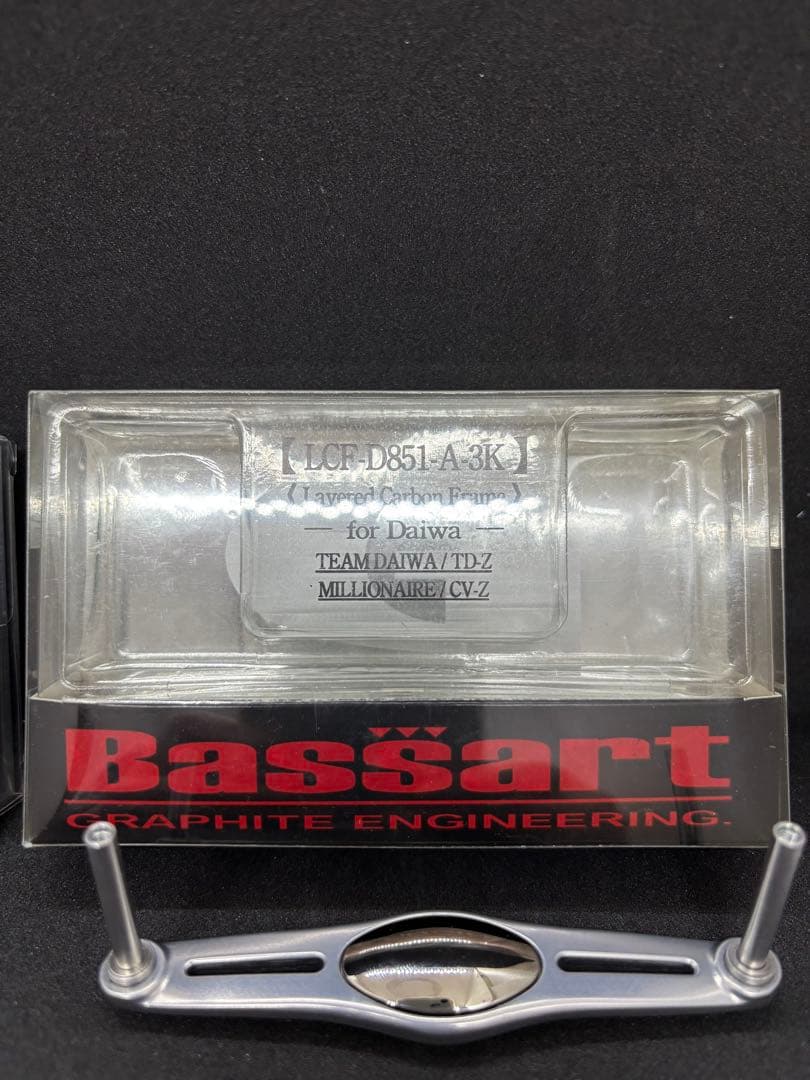 【LCF-D851-A-3K】
《Layered Carbon Frame》
— for Daiwa —
TEAM DAIWA / TD-Z
MILLIONAIRE / CV-Z
Bassart
GRAPHITE ENGINEERING.